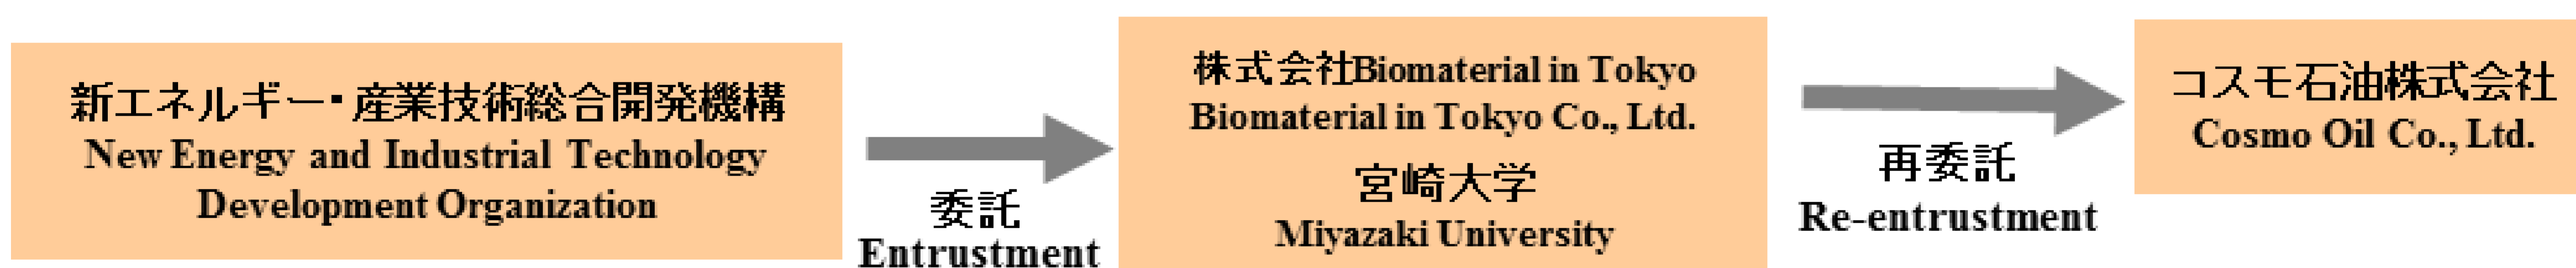 新エネルギー・産業技術総合開発機構
New Energy and Industrial Technology
Development Organization
委託
Entrustment
株式会社Biomaterial in Tokyo
Biomaterial in Tokyo Co., Ltd.
宮崎大学
Miyazaki University
再委託
Re-entrustment
コスモ石油株式会社
Cosmo Oil Co., Ltd.